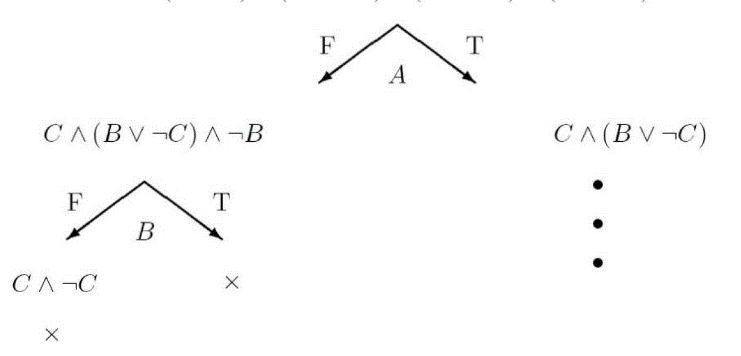 F T
A
C ∧ (B ∨ ¬C) ∧ ¬B C ∧ (B ∨ ¬C)
F T
B
C ∧ ¬C ×
×